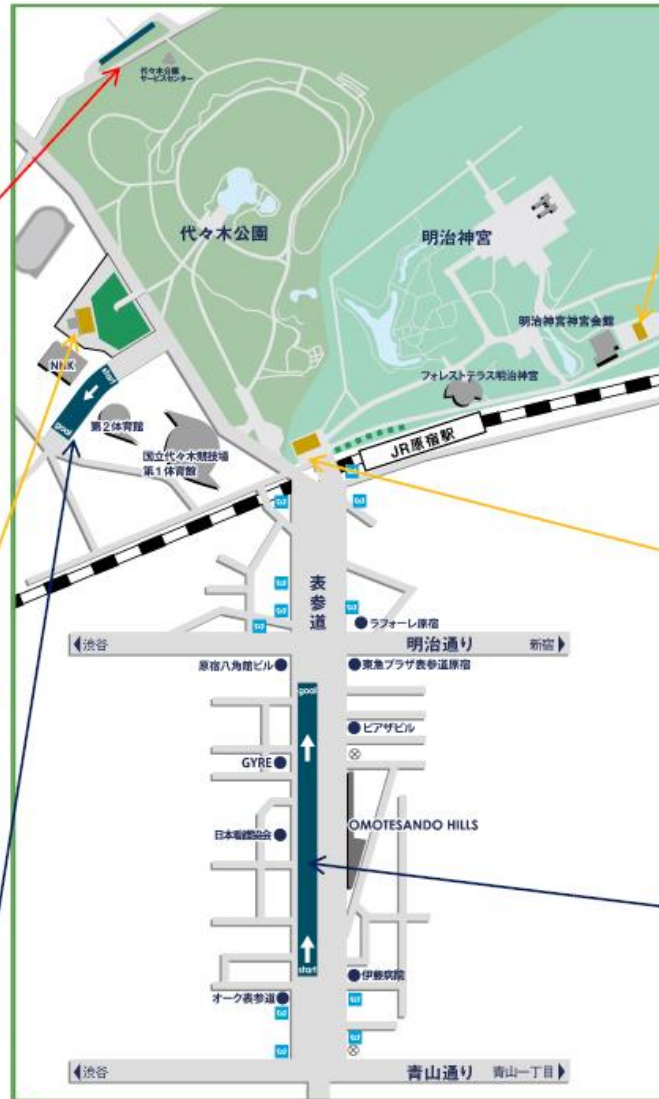 代々木公園
サービスセンター
代々木公園
明治神宮
明治神宮神宮会館
フォレストテラス明治神宮
NHK
start
goal
第2体育館
国立代々木競技場
第1体育館
JR原宿駅
表参道
ラフォーレ原宿
渋谷
明治通り
新宿
原宿八角館ビル
東急プラザ表参道原宿
goal
ピアザビル
GYRE
日本看護協会
OMOTESANDO HILLS
start
伊藤病院
オーク表参道
渋谷
青山通り
青山一丁目